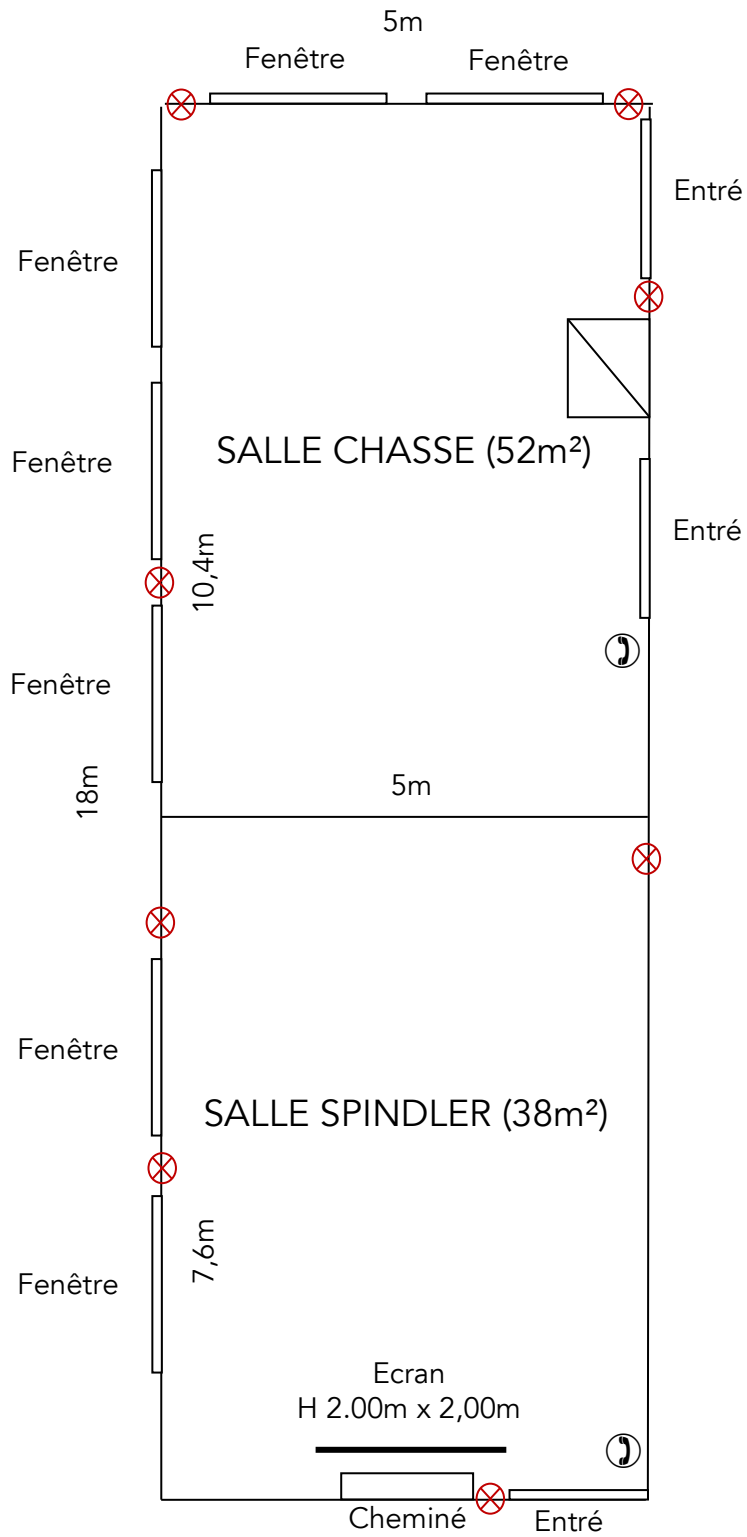 5m
Fenêtre
Fenêtre
Entré
Fenêtre
SALLE CHASSE (52m²)
Fenêtre
Entré
10,4m
Fenêtre
18m
5m
Fenêtre
SALLE SPINDLER (38m²)
7,6m
Fenêtre
Ecran
H 2.00m x 2,00m
Cheminé
Entré